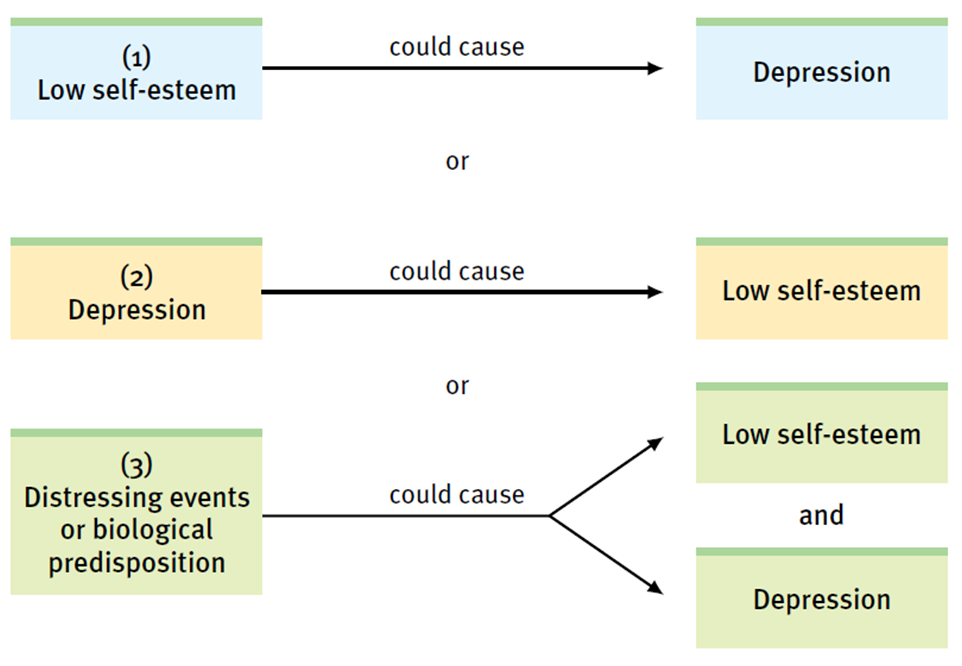 (1)
Low self-esteem
could cause
Depression
or
(2)
Depression
could cause
Low self-esteem
or
(3)
Distressing events
or biological
predisposition
could cause
Low self-esteem
and
Depression